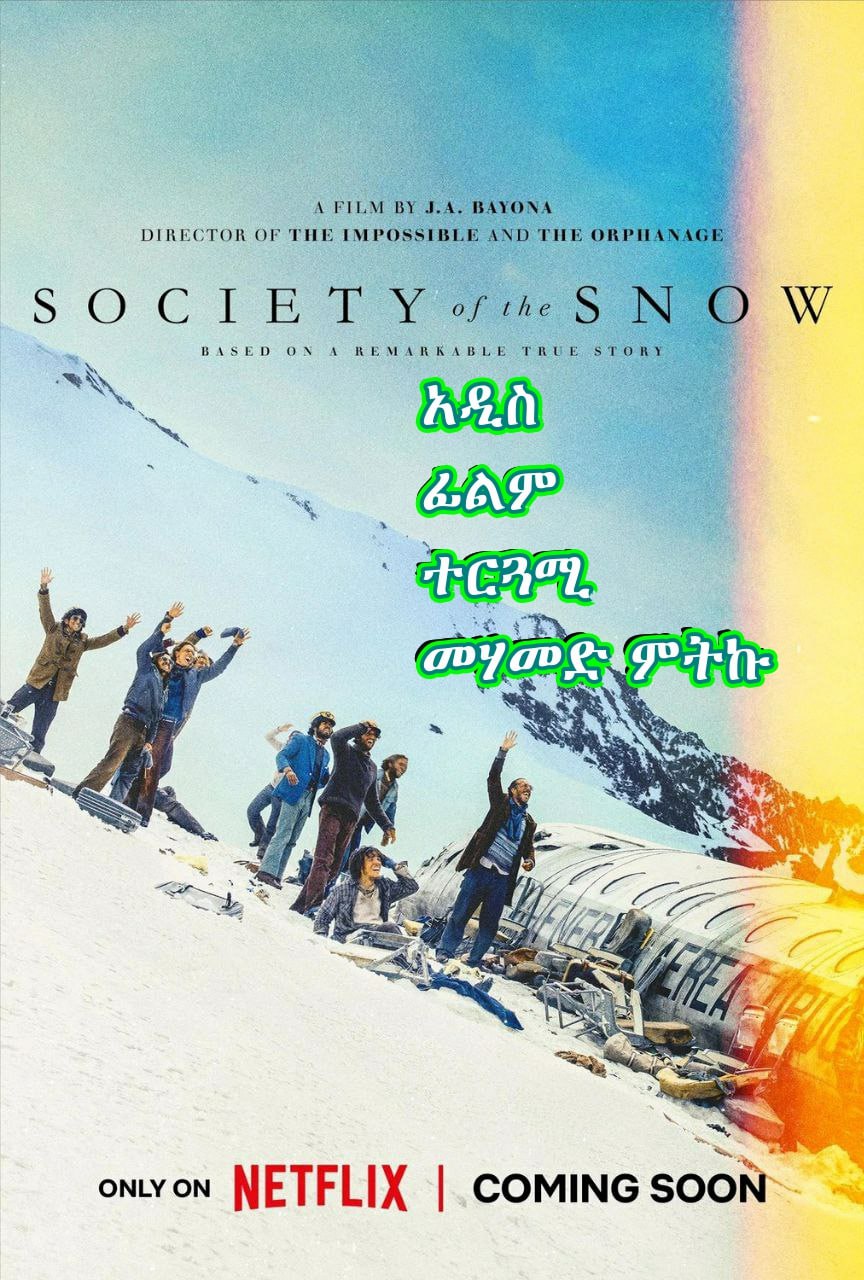 A FILM BY J.A. BAYONA
DIRECTOR OF THE IMPOSSIBLE AND THE ORPHANAGE
SOCIETY of the SNOW
BASED ON A REMARKABLE TRUE STORY
አዲስ
ፊልም
ተርጓሚ
መሃመድ ምትኩ
ONLY ON NETFLIX | COMING SOON